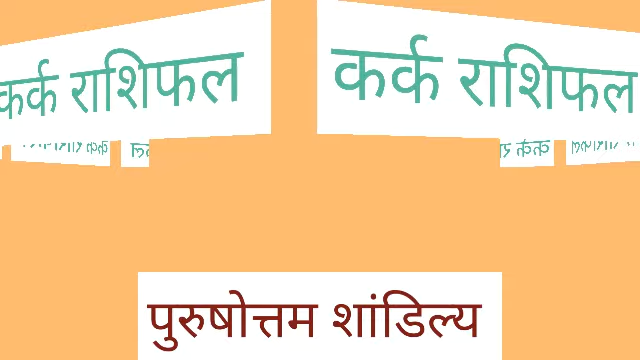 कर्क राशिफल
कर्क राशिफल
पुरुषोत्तम शांडिल्य